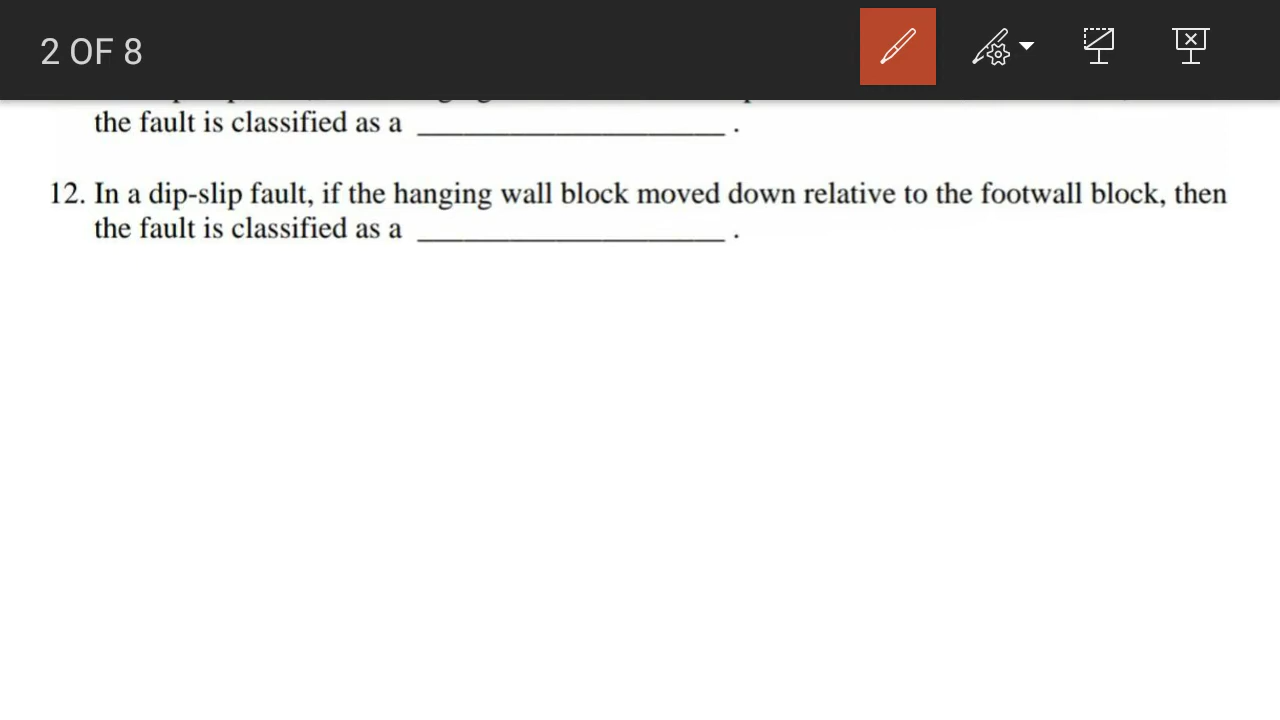 2 OF 8
the fault is classified as a ____________________ .
12. In a dip-slip fault, if the hanging wall block moved down relative to the footwall block, then
the fault is classified as a ____________________ .